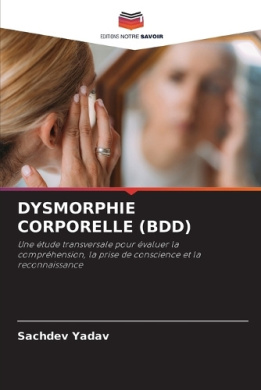 EDITIONS NOTRE SAVOIR
DYSMORPHIE
CORPORELLE (BDD)
Une étude transversale pour évaluer la
compréhension, la prise de conscience et la
reconnaissance
Sachdev Yadav